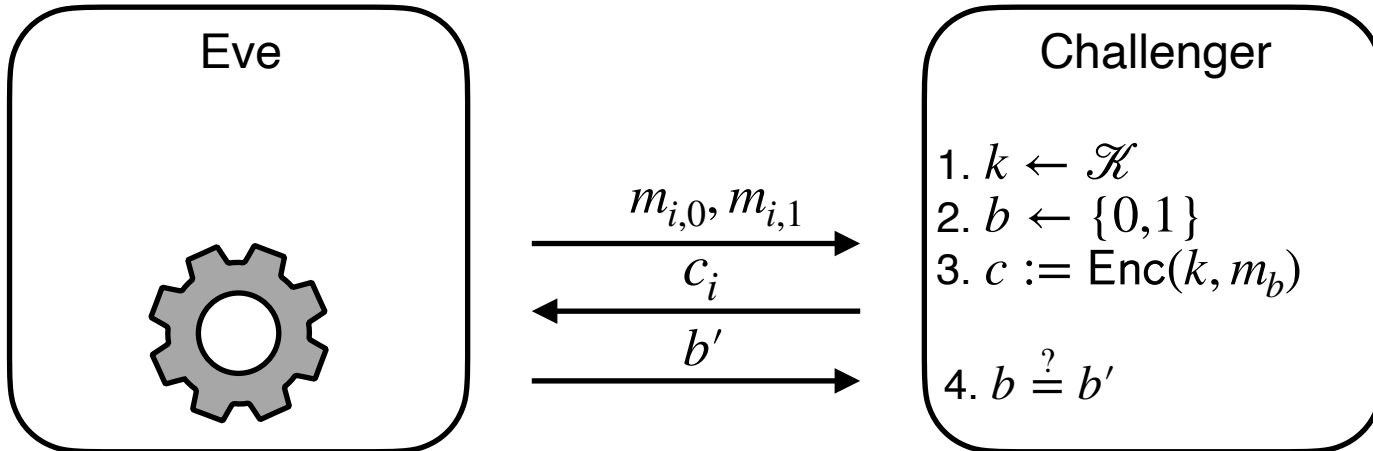 Eve
Challenger
1. k ← 𝒦
m_{i,0}, m_{i,1}
2. b ← {0,1}
3. c := Enc(k, m_b)
c_i
b′
4. b ≟ b′